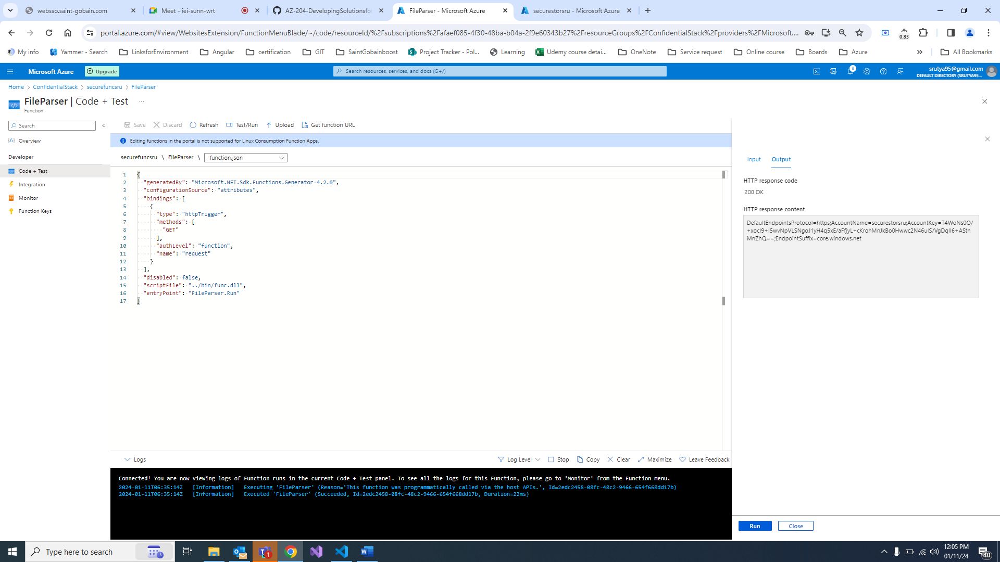 websso.saint-gobain.com
Meet - iei-sunn-wrt
AZ-204-DevelopingSolutionsfo
FileParser - Microsoft Azure
securestorsru - Microsoft Azure
portal.azure.com/#view/WebsitesExtension/FunctionMenuBlade/~/code/resourceId/%2Fsubscriptions%2Fafaef085-4f30-48ba-b04a-2f9e60343b27%2FresourceGroups%2FConfidentialStack%2Fproviders%2FMicrosoft....
0.83
My info
Yammer - Search
LinksforEnvironment
Angular
certification
GIT
SaintGobainboost
Project Tracker - Pol...
Learning
Udemy course detai...
OneNote
Service request
Online course
Boards
Azure
All Bookmarks
Microsoft Azure
Upgrade
Search resources, services, and docs (G+/)
8
srutya95@gmail.com
DEFAULT DIRECTORY (SRUTYA95...
Home > ConfidentialStack > securefuncsru > FileParser
FileParser | Code + Test ...
Function
Search
«
Overview
Developer
Code + Test
Integration
Monitor
Function Keys
Save
Discard
Refresh
Test/Run
Upload
Get function URL
Editing functions in the portal is not supported for Linux Consumption Function Apps.
securefuncsru \ FileParser \ function.json
1 {
2 "generatedBy": "Microsoft.NET.Sdk.Functions.Generator-4.2.0",
3 "configurationSource": "attributes",
4 "bindings": [
5 {
6 "type": "httpTrigger",
7 "methods": [
8 "GET"
9 ],
10 "authLevel": "function",
11 "name": "request"
12 }
13 ],
14 "disabled": false,
15 "scriptFile": "../bin/func.dll",
16 "entryPoint": "FileParser.Run"
17 }
Input
Output
HTTP response code
200 OK
HTTP response content
DefaultEndpointsProtocol=https;AccountName=securestorsru;AccountKey=
;EndpointSuffix=core.windows.net
Logs
Log Level
Stop
Copy
Clear
Maximize
Leave Feedback
Connected! You are now viewing logs of Function runs in the current Code + Test panel. To see all the logs for this Function, please go to 'Monitor' from the Function menu.
2024-01-11T06:35:14Z [Information] Executing 'FileParser' (Reason='This function was programmatically called via the host APIs.', Id=2edc2458-08fc-48c2-9466-654f668dd17b)
2024-01-11T06:35:14Z [Information] Executed 'FileParser' (Succeeded, Id=2edc2458-08fc-48c2-9466-654f668dd17b, Duration=22ms)
Run
Close
Type here to search
1
12:05 PM
01/11/24
40